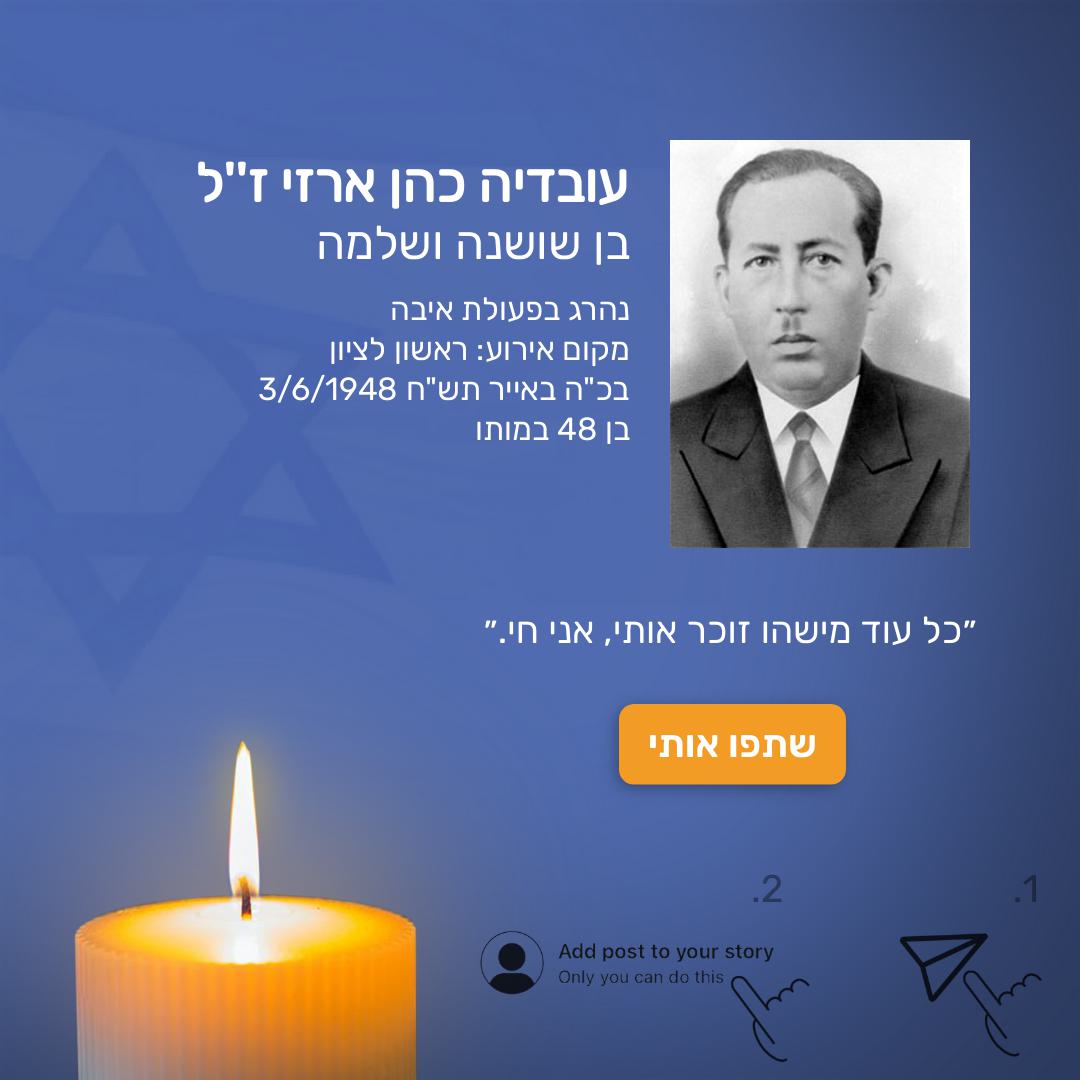 עובדיה כהן ארזי ז"ל
בן שושנה ושלמה
נהרג בפעולת איבה
מקום אירוע: ראשון לציון
בכ"ה באייר תש"ח 3/6/1948
בן 48 במותו
"כל עוד מישהו זוכר אותי, אני חי."
שתפו אותי
1.
2.
Add post to your story
Only you can do this